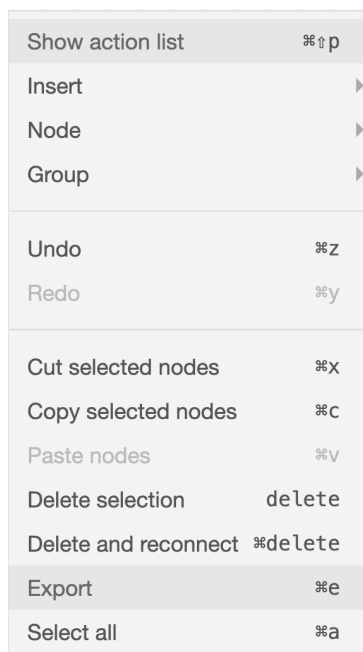 Show action list ⌘⇧p
Insert
Node
Group
Undo ⌘z
Redo ⌘y
Cut selected nodes ⌘x
Copy selected nodes ⌘c
Paste nodes ⌘v
Delete selection delete
Delete and reconnect ⌘delete
Export ⌘e
Select all ⌘a